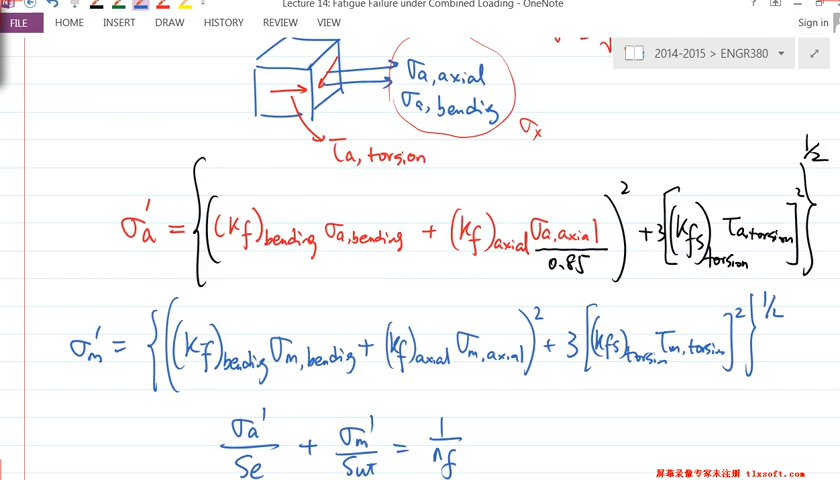 Lecture 14: Fatigue Failure under Combined Loading - OneNote
FILE HOME INSERT DRAW HISTORY REVIEW VIEW Sign in
2014-2015 > ENGR380
σa, axial
σa, bending
σx
τa, torsion
σa' = {((kf)bending σa, bending + (kf)axial σa, axial/0.85)² + 3[(kfs)torsion τa, torsion]²}^1/2
σm' = {((kf)bending σm, bending + (kf)axial σm, axial)² + 3[(kfs)torsion τm, torsion]²}^1/2
σa'/Se + σm'/Sut = 1/nf
屏幕录像专家未注册 tlxsoft.com